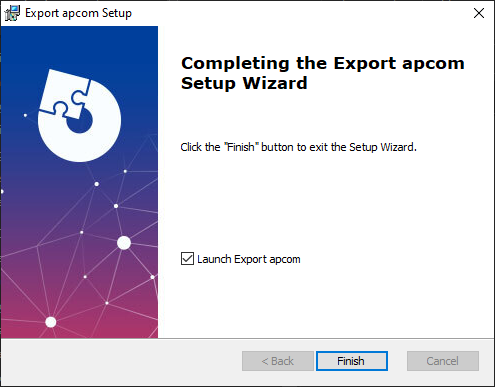 Export apcom Setup
Completing the Export apcom
Setup Wizard
Click the "Finish" button to exit the Setup Wizard.
Launch Export apcom
< Back
Finish
Cancel